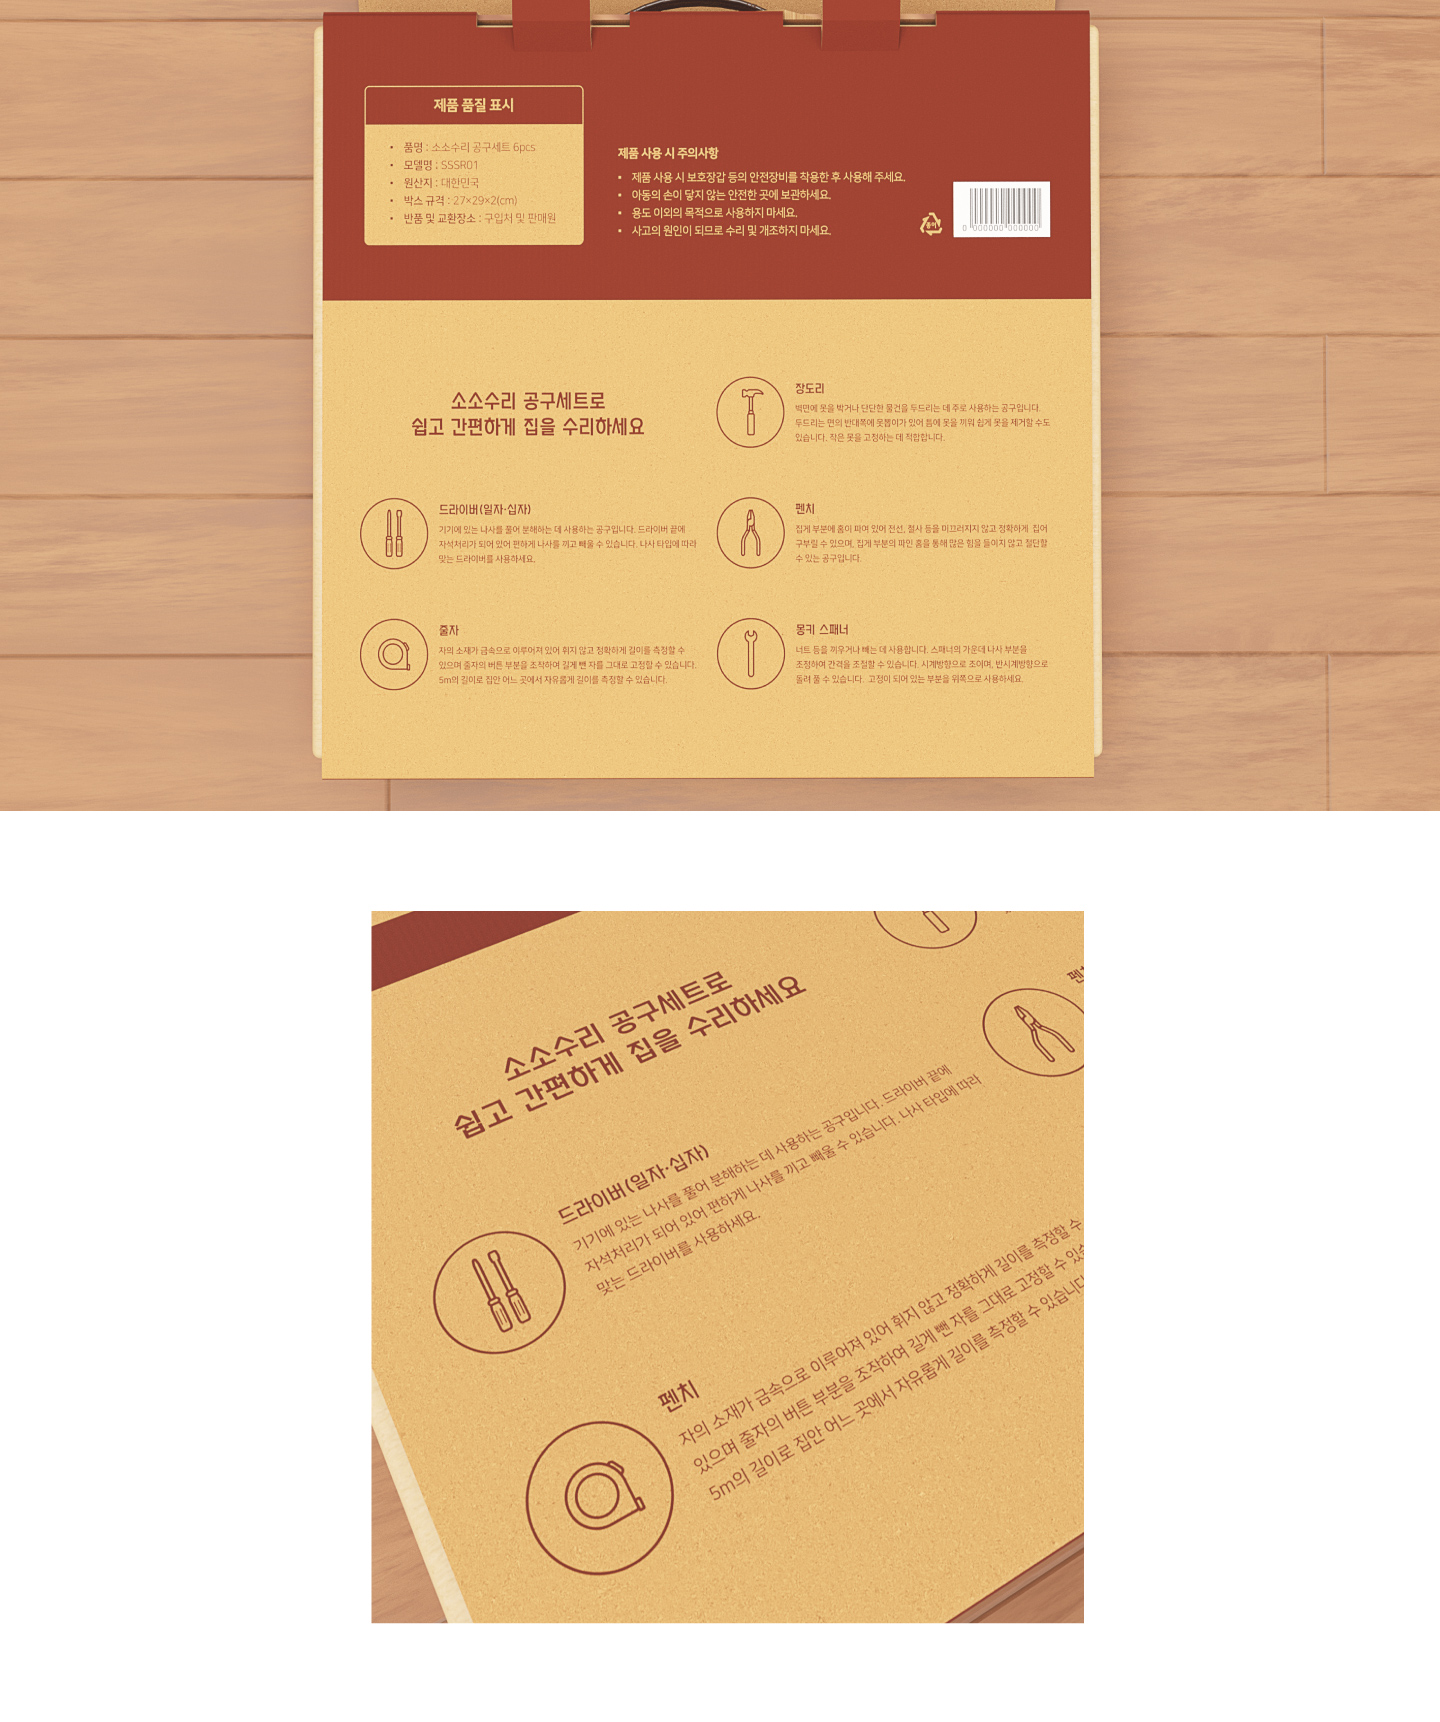 제품 품질 표시
• 품명 : 소소수리 공구세트 6pcs
• 모델명 : SSSR01
• 원산지 : 대한민국
• 박스 규격 : 27×29×2(cm)
• 반품 및 교환장소 : 구입처 및 판매원
제품 사용 시 주의사항
• 제품 사용 시 보호장갑 등의 안전장비를 착용한 후 사용해 주세요.
• 아동의 손이 닿지 않는 안전한 곳에 보관하세요.
• 용도 이외의 목적으로 사용하지 마세요.
• 사고의 원인이 되므로 수리 및 개조하지 마세요.
종이
0 000000 000000
소소수리 공구세트로
쉽고 간편하게 집을 수리하세요
장도리
벽면에 못을 박거나 단단한 물건을 두드리는 데 주로 사용하는 공구입니다.
두드리는 면의 반대쪽에 못뽑이가 있어 틈에 못을 끼워 쉽게 못을 제거할 수도
있습니다. 작은 못을 고정하는 데 적합합니다.
드라이버(일자·십자)
기기에 있는 나사를 풀어 분해하는 데 사용하는 공구입니다. 드라이버 끝에
자석처리가 되어 있어 편하게 나사를 끼고 빼울 수 있습니다. 나사 타입에 따라
맞는 드라이버를 사용하세요.
펜치
집게 부분에 홈이 파여 있어 전선, 철사 등을 미끄러지지 않고 정확하게 집어
구부릴 수 있으며, 집게 부분의 파인 홈을 통해 많은 힘을 들이지 않고 절단할
수 있는 공구입니다.
줄자
자의 소재가 금속으로 이루어져 있어 휘지 않고 정확하게 길이를 측정할 수
있으며 줄자의 버튼 부분을 조작하여 길게 뺀 자를 그대로 고정할 수 있습니다.
5m의 길이로 집안 어느 곳에서 자유롭게 길이를 측정할 수 있습니다.
몽키 스패너
너트 등을 끼우거나 빼는 데 사용합니다. 스패너의 가운데 나사 부분을
조정하여 간격을 조절할 수 있습니다. 시계방향으로 조이며, 반시계방향으로
돌려 풀 수 있습니다. 고정이 되어 있는 부분을 위쪽으로 사용하세요.
소소수리 공구세트로
쉽고 간편하게 집을 수리하세요
펜치
드라이버(일자·십자)
기기에 있는 나사를 풀어 분해하는 데 사용하는 공구입니다. 드라이버 끝에
자석처리가 되어 있어 편하게 나사를 끼고 빼울 수 있습니다. 나사 타입에 따라
맞는 드라이버를 사용하세요.
펜치
자의 소재가 금속으로 이루어져 있어 휘지 않고 정확하게 길이를 측정할 수
있으며 줄자의 버튼 부분을 조작하여 길게 뺀 자를 그대로 고정할 수 있습
5m의 길이로 집안 어느 곳에서 자유롭게 길이를 측정할 수 있습니다